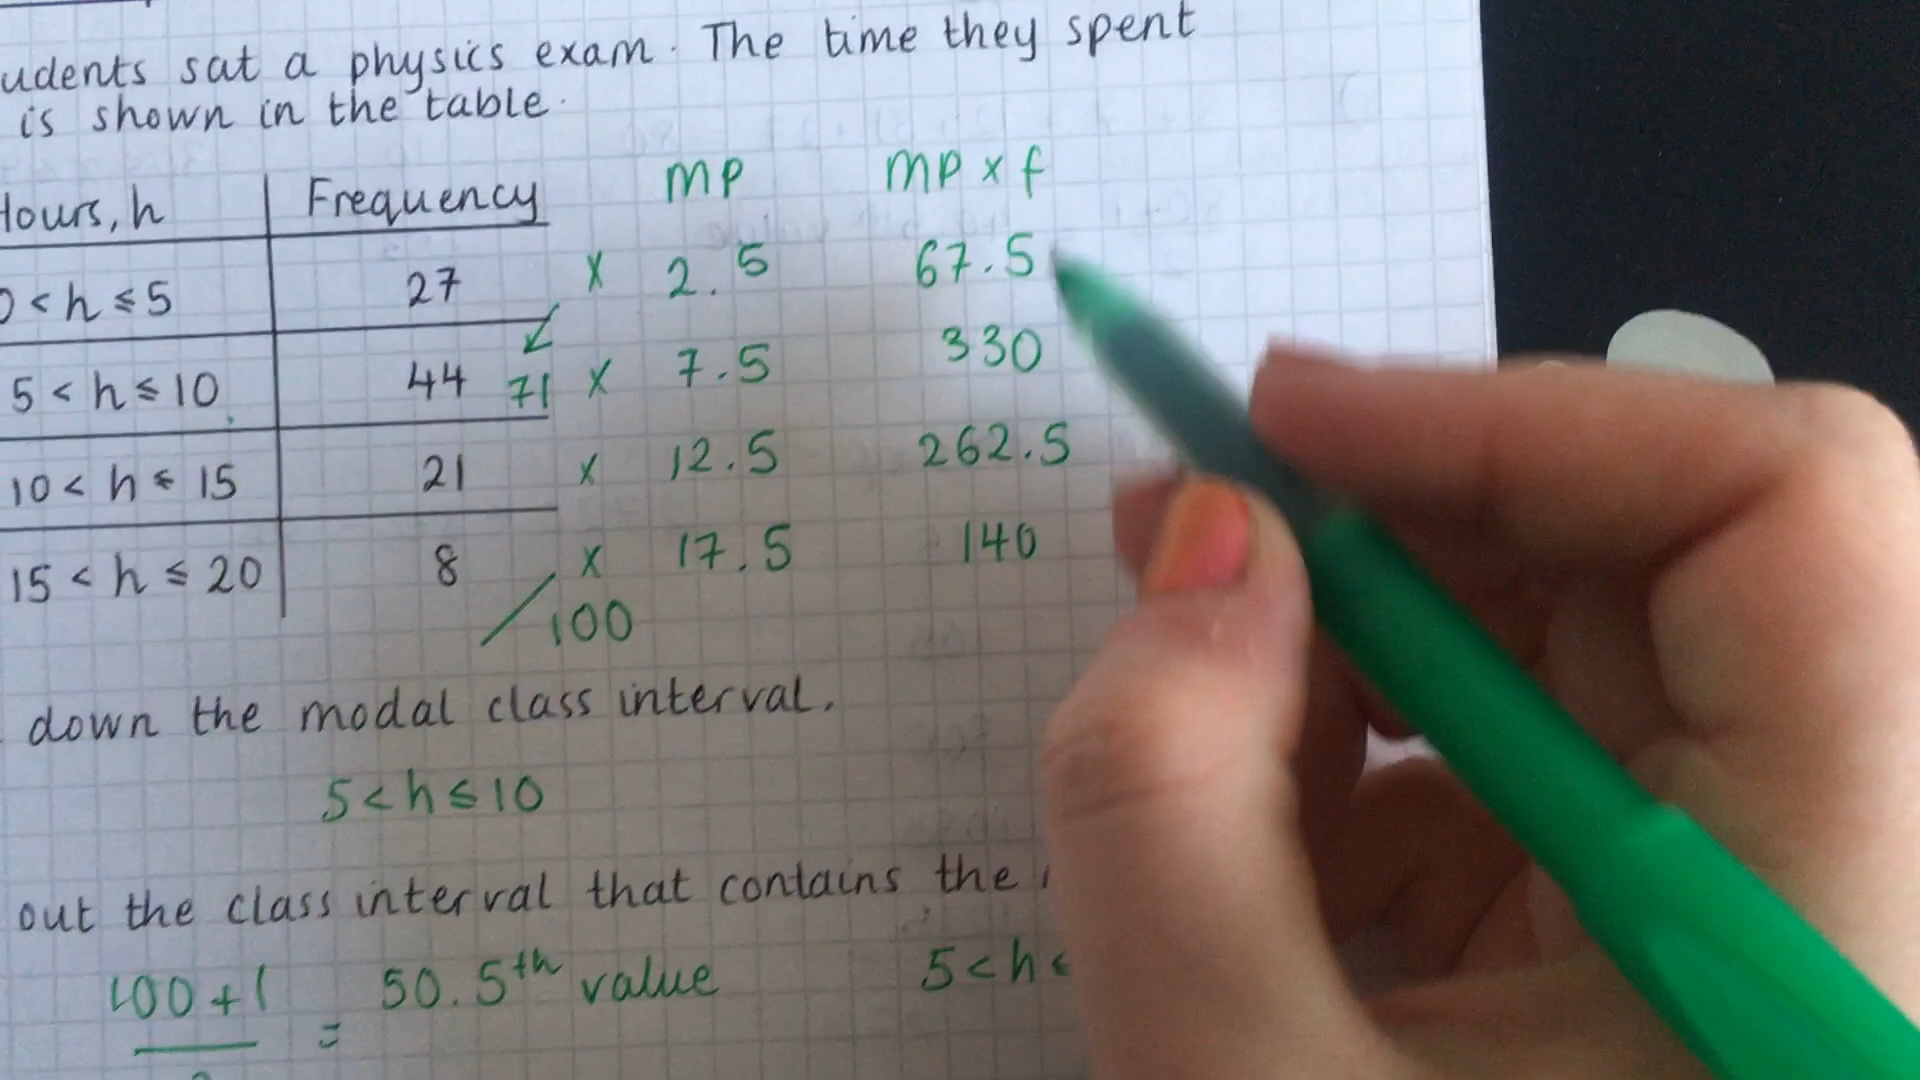 udents sat a physics exam. The time they spent
is shown in the table.
Hours, h Frequency MP MP x f
0 < h ≤ 5 27 x 2.5 67.5
5 < h ≤ 10 44 71 x 7.5 330
10 < h ≤ 15 21 x 12.5 262.5
15 < h ≤ 20 8 x 17.5 140
100
down the modal class interval.
5 < h ≤ 10
out the class interval that contains the
100 + 1 = 50.5th value 5 < h